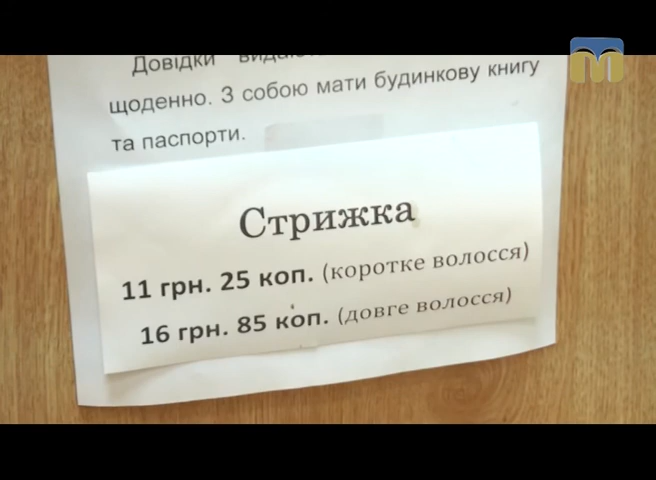 Довідки
щоденно. З собою мати будинкову книгу
та паспорти.
Стрижка
11 грн. 25 коп. (коротке волосся)
16 грн. 85 коп. (довге волосся)